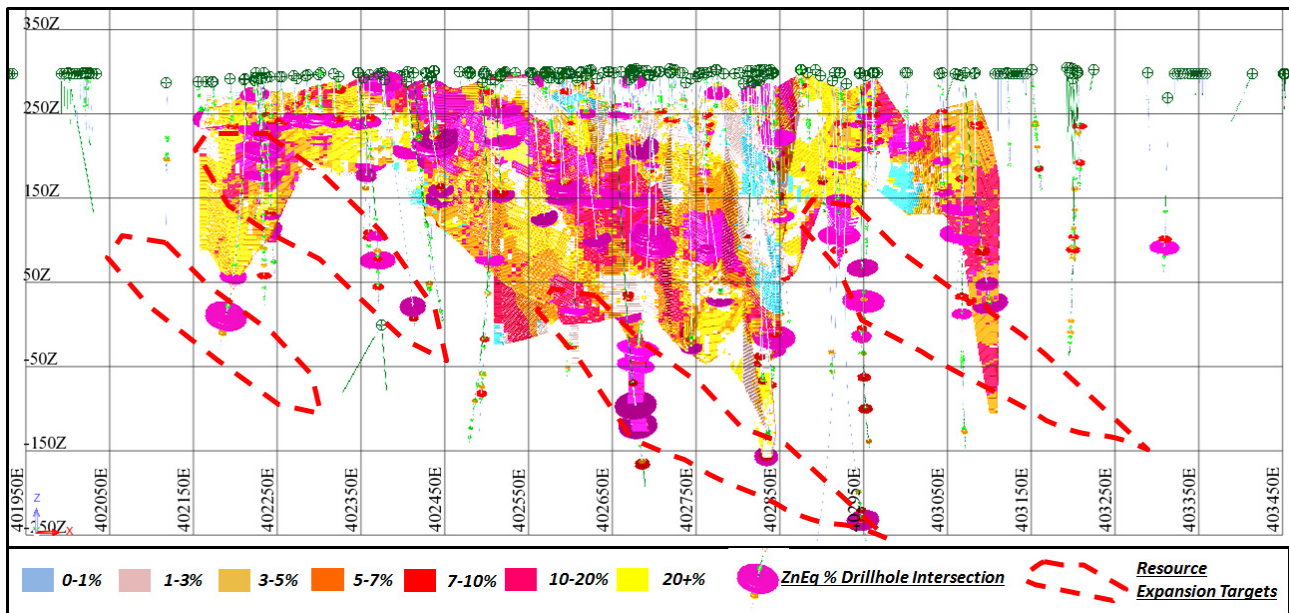 350Z
250Z
150Z
50Z
-50Z
-150Z
-250Z
401950E
402050E
402150E
402250E
402350E
402450E
402550E
402650E
402750E
402850E
402950E
403050E
403150E
403250E
403350E
403450E
Z
X
0-1%
1-3%
3-5%
5-7%
7-10%
10-20%
20+%
ZnEq % Drillhole Intersection
Resource
Expansion Targets